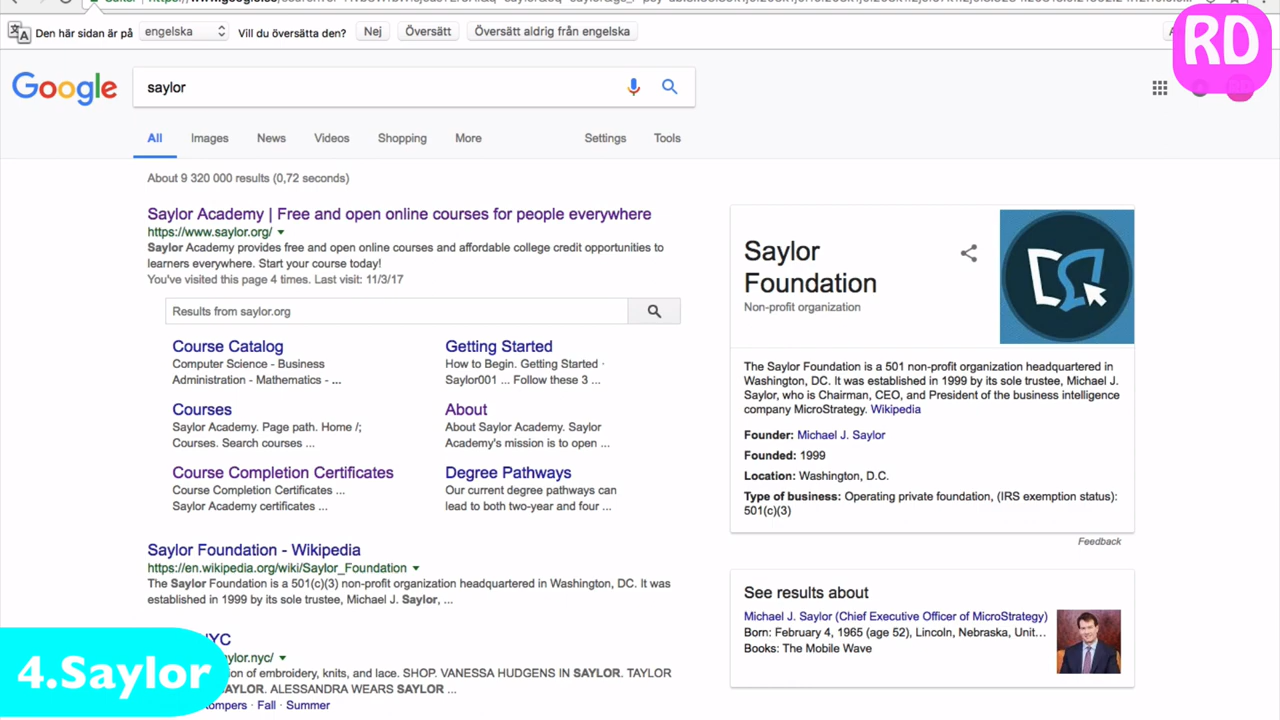 Den här sidan är på engelska Vill du översätta den? Nej Översätt Översätt aldrig från engelska
RD
Google saylor
All Images News Videos Shopping More Settings Tools
About 9 320 000 results (0,72 seconds)
Saylor Academy | Free and open online courses for people everywhere
https://www.saylor.org/
Saylor Academy provides free and open online courses and affordable college credit opportunities to
learners everywhere. Start your course today!
You've visited this page 4 times. Last visit: 11/3/17
Results from saylor.org
Course Catalog
Computer Science - Business
Administration - Mathematics - ...
Getting Started
How to Begin. Getting Started ·
Saylor001 ... Follow these 3 ...
Courses
Saylor Academy. Page path. Home /;
Courses. Search courses ...
About
About Saylor Academy. Saylor
Academy's mission is to open ...
Course Completion Certificates
Course Completion Certificates ...
Saylor Academy certificates ...
Degree Pathways
Our current degree pathways can
lead to both two-year and four ...
Saylor Foundation - Wikipedia
https://en.wikipedia.org/wiki/Saylor_Foundation
The Saylor Foundation is a 501(c)(3) non-profit organization headquartered in Washington, DC. It was
established in 1999 by its sole trustee, Michael J. Saylor, ...
NYC
saylor.nyc/
of embroidery, knits, and lace. SHOP. VANESSA HUDGENS IN SAYLOR. TAYLOR
SAYLOR. ALESSANDRA WEARS SAYLOR ...
Rompers · Fall · Summer
4.Saylor
Saylor
Foundation
Non-profit organization
The Saylor Foundation is a 501 non-profit organization headquartered in
Washington, DC. It was established in 1999 by its sole trustee, Michael J.
Saylor, who is Chairman, CEO, and President of the business intelligence
company MicroStrategy. Wikipedia
Founder: Michael J. Saylor
Founded: 1999
Location: Washington, D.C.
Type of business: Operating private foundation, (IRS exemption status):
501(c)(3)
Feedback
See results about
Michael J. Saylor (Chief Executive Officer of MicroStrategy)
Born: February 4, 1965 (age 52), Lincoln, Nebraska, Unit...
Books: The Mobile Wave